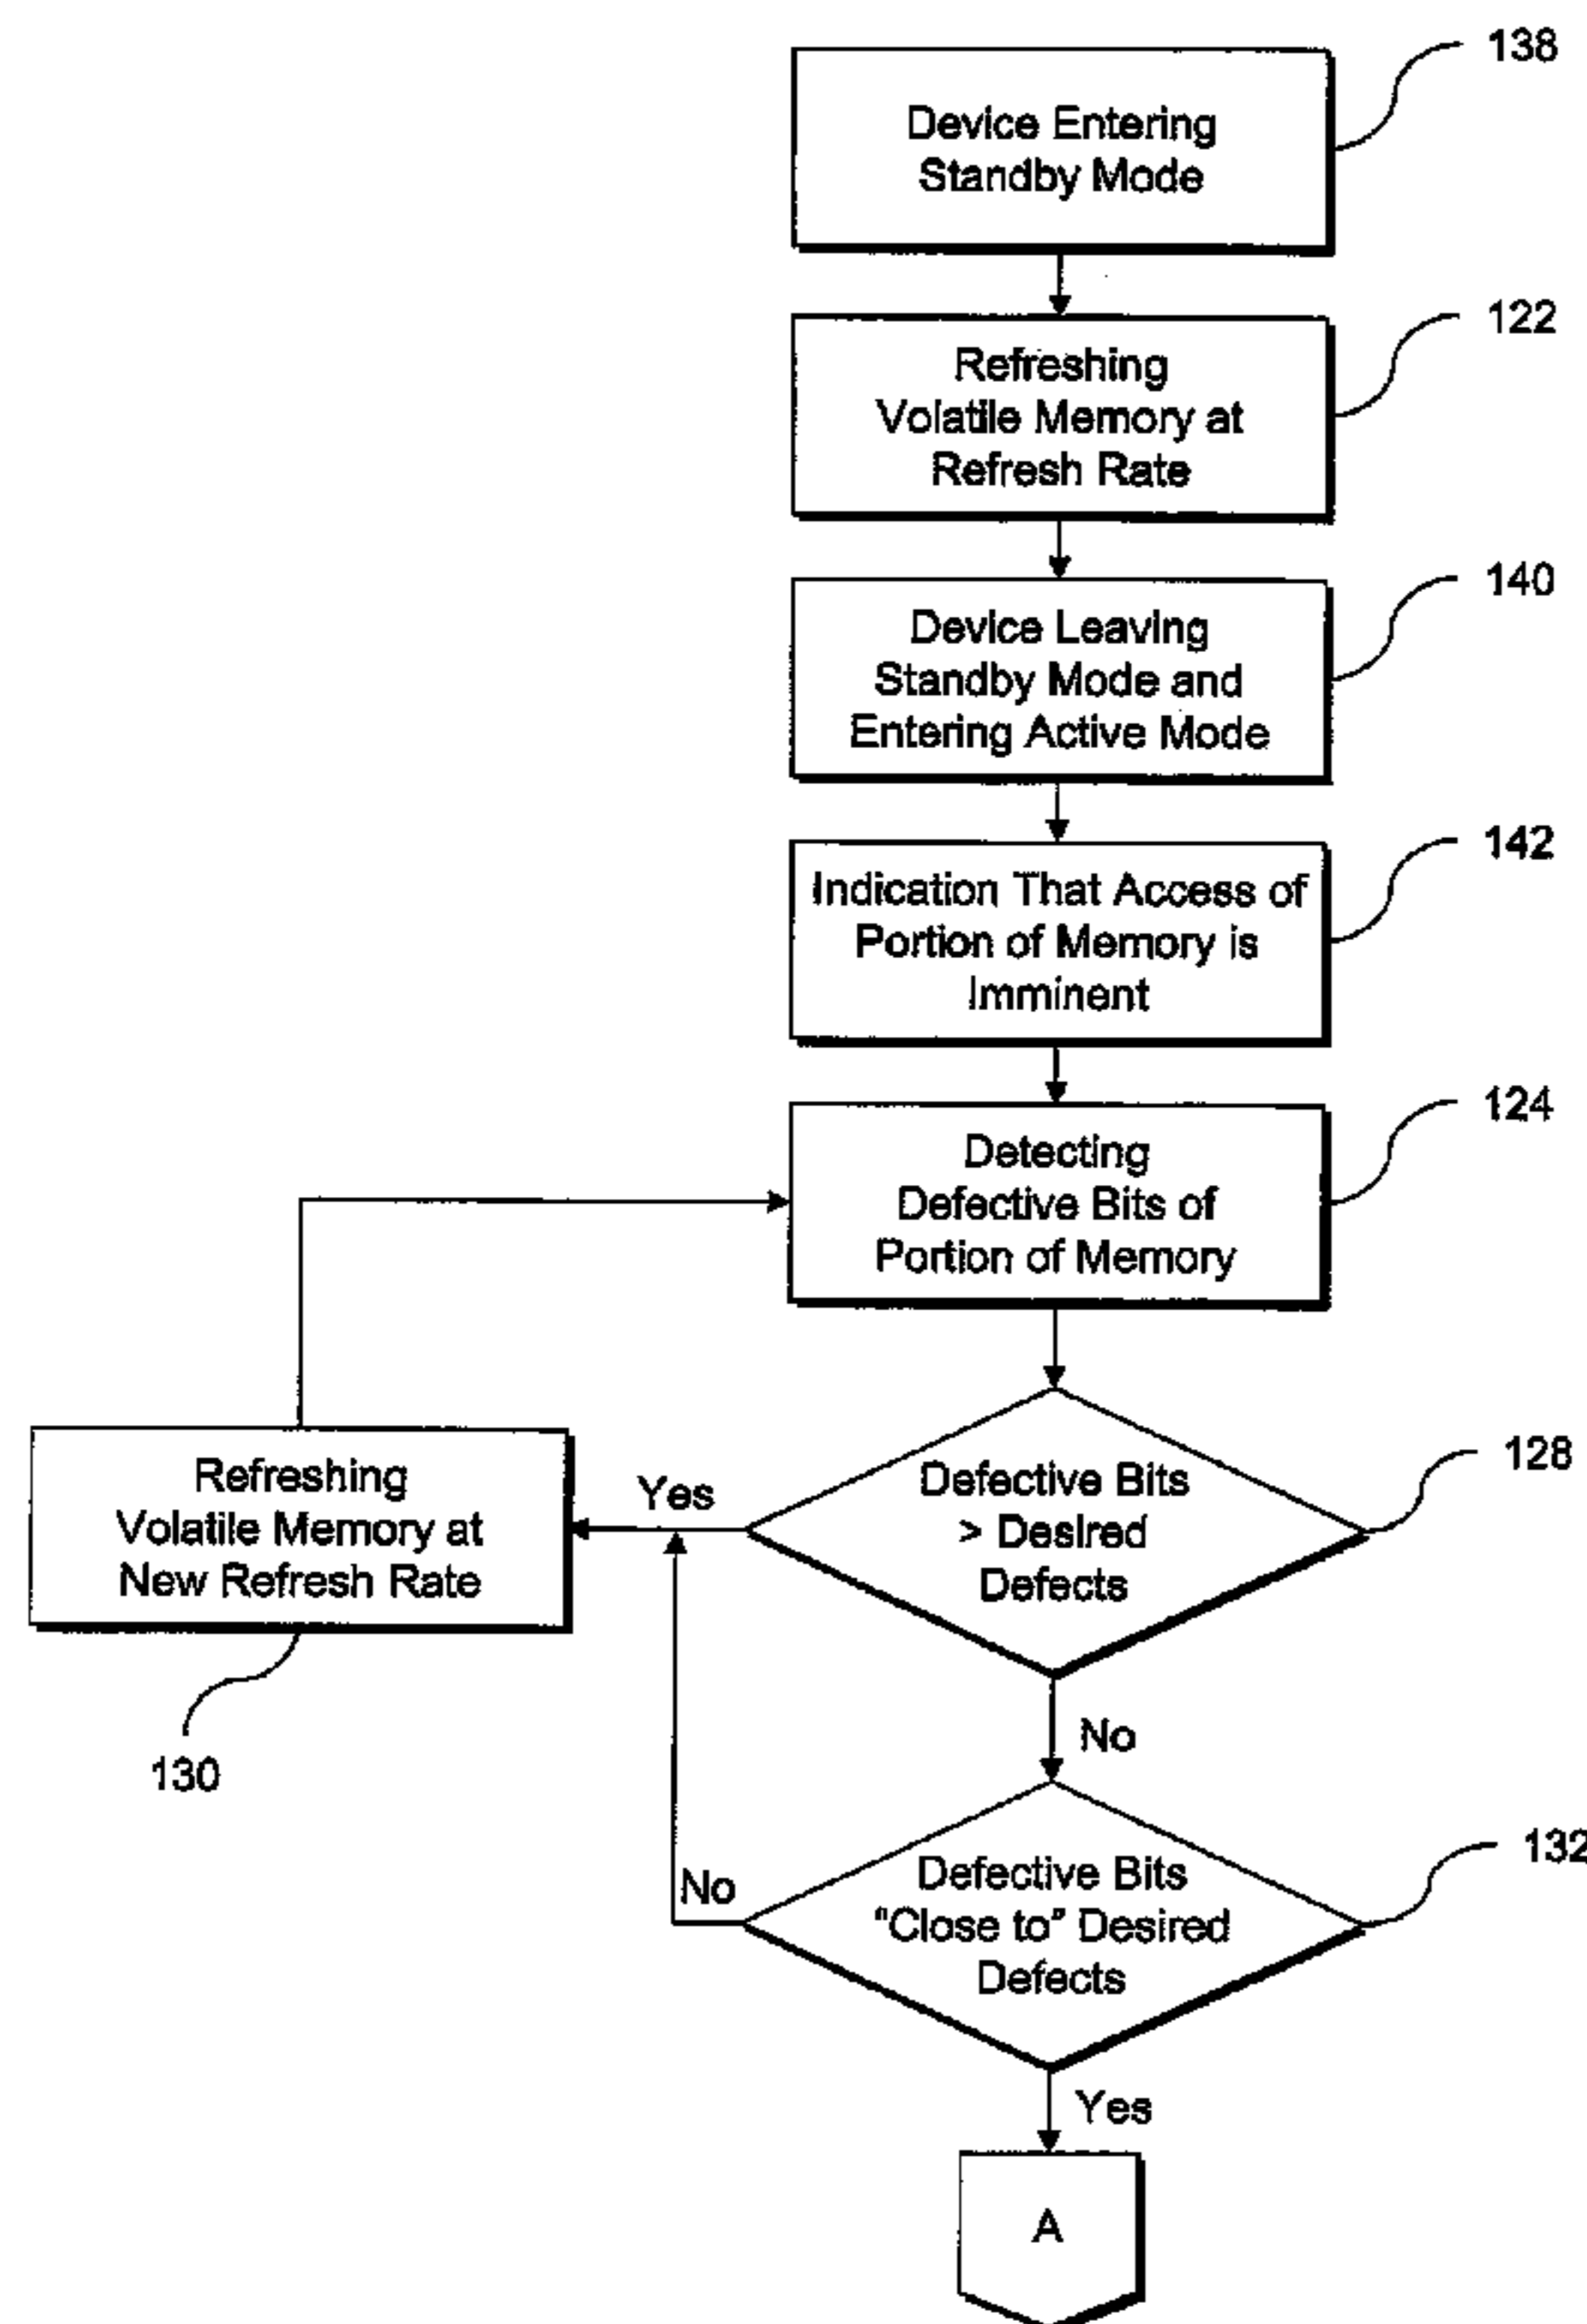 138
Device Entering
Standby Mode
122
Refreshing
Volatile Memory at
Refresh Rate
140
Device Leaving
Standby Mode and
Entering Active Mode
142
Indication That Access of
Portion of Memory is
Imminent
124
Detecting
Defective Bits of
Portion of Memory
128
Defective Bits
> Desired
Defects
Yes
Refreshing
Volatile Memory at
New Refresh Rate
130
No
132
Defective Bits
"Close to" Desired
Defects
No
Yes
A